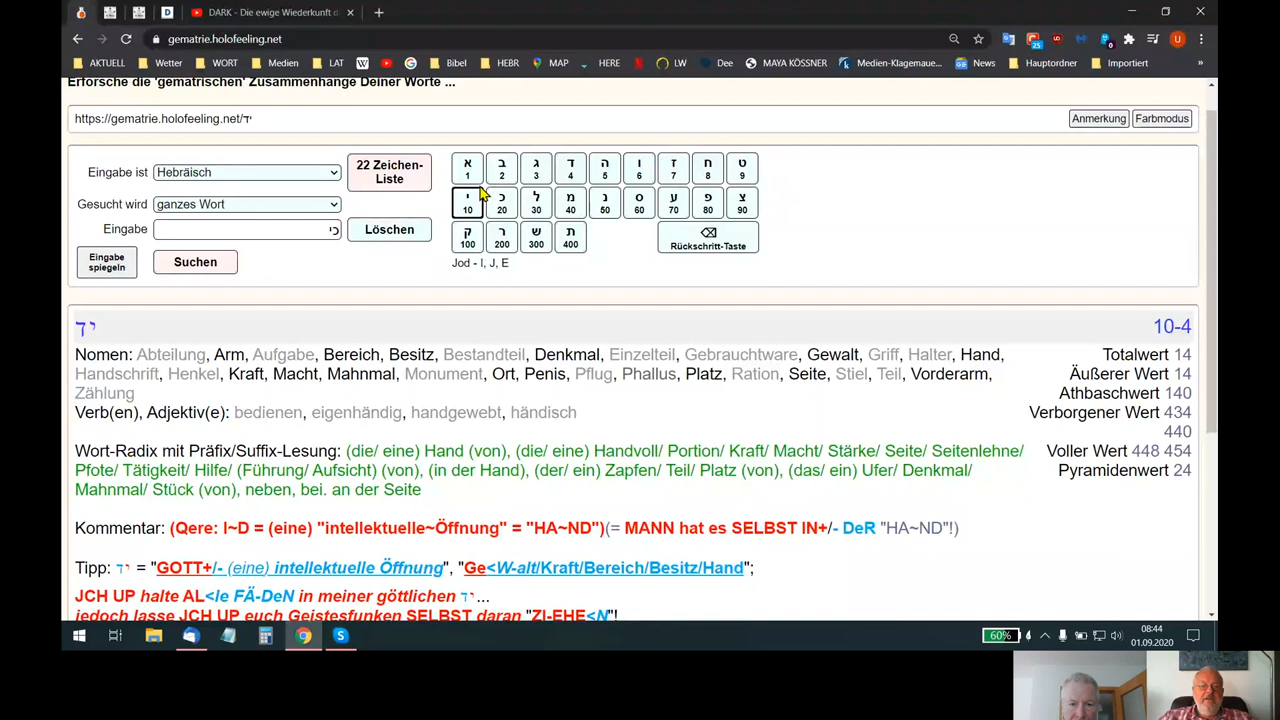 DARK - Die ewige Wiederkunft d
gematrie.holofeeling.net
AKTUELL Wetter WORT Medien LAT Bibel HEBR MAP HERE LW Dee MAYA KÖSSNER Medien-Klagemaue... News Hauptordner Importiert »
Erforsche die 'gematrischen' Zusammenhänge Deiner Worte ...
https://gematrie.holofeeling.net/יד Anmerkung Farbmodus
Eingabe ist Hebräisch 22 Zeichen-Liste
Gesucht wird ganzes Wort
Eingabe כי Löschen
Eingabe spiegeln Suchen
א ב ג ד ה ו ז ח ט
1 2 3 4 5 6 7 8 9
י כ ל מ נ ס ע פ צ
10 20 30 40 50 60 70 80 90
ק ר ש ת
100 200 300 400 Rückschritt-Taste
Jod - I, J, E
יד 10-4
Nomen: Abteilung, Arm, Aufgabe, Bereich, Besitz, Bestandteil, Denkmal, Einzelteil, Gebrauchtware, Gewalt, Griff, Halter, Hand,
Handschrift, Henkel, Kraft, Macht, Mahnmal, Monument, Ort, Penis, Pflug, Phallus, Platz, Ration, Seite, Stiel, Teil, Vorderarm,
Zählung
Verb(en), Adjektiv(e): bedienen, eigenhändig, handgewebt, händisch
Wort-Radix mit Präfix/Suffix-Lesung: (die/ eine) Hand (von), (die/ eine) Handvoll/ Portion/ Kraft/ Macht/ Stärke/ Seite/ Seitenlehne/
Pfote/ Tätigkeit/ Hilfe/ (Führung/ Aufsicht) (von), (in der Hand), (der/ ein) Zapfen/ Teil/ Platz (von), (das/ ein) Ufer/ Denkmal/
Mahnmal/ Stück (von), neben, bei. an der Seite
Totalwert 14
Äußerer Wert 14
Athbaschwert 140
Verborgener Wert 434
440
Voller Wert 448 454
Pyramidenwert 24
Kommentar: (Qere: I~D = (eine) "intellektuelle~Öffnung" = "HA~ND")(= MANN hat es SELBST IN+/- DeR "HA~ND"!)
Tipp: יד = "GOTT+/- (eine) intellektuelle Öffnung", "Ge<W-alt/Kraft/Bereich/Besitz/Hand";
JCH UP halte AL<le FÄ-DeN in meiner göttlichen יד...
iedoch lasse JCH UP euch Geistesfunken SELBST daran "ZI-EHE<N"!
60% 08:44
01.09.2020